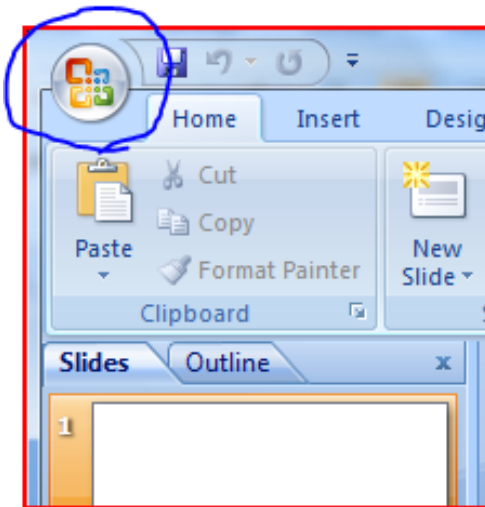 Home Insert Desig
Cut
Copy
Paste
Format Painter
New
Slide
Clipboard
Slides Outline x
1